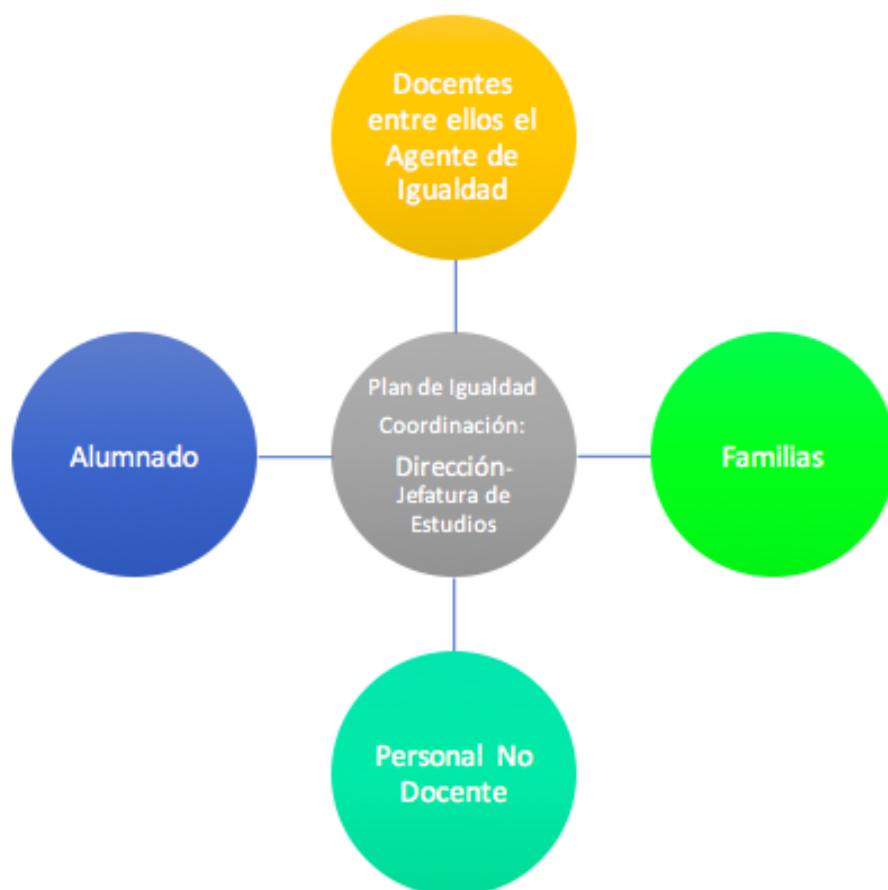 Docentes
entre ellos el
Agente de
Igualdad
Alumnado
Plan de Igualdad
Coordinación:
Dirección-
Jefatura de
Estudios
Familias
Personal No
Docente